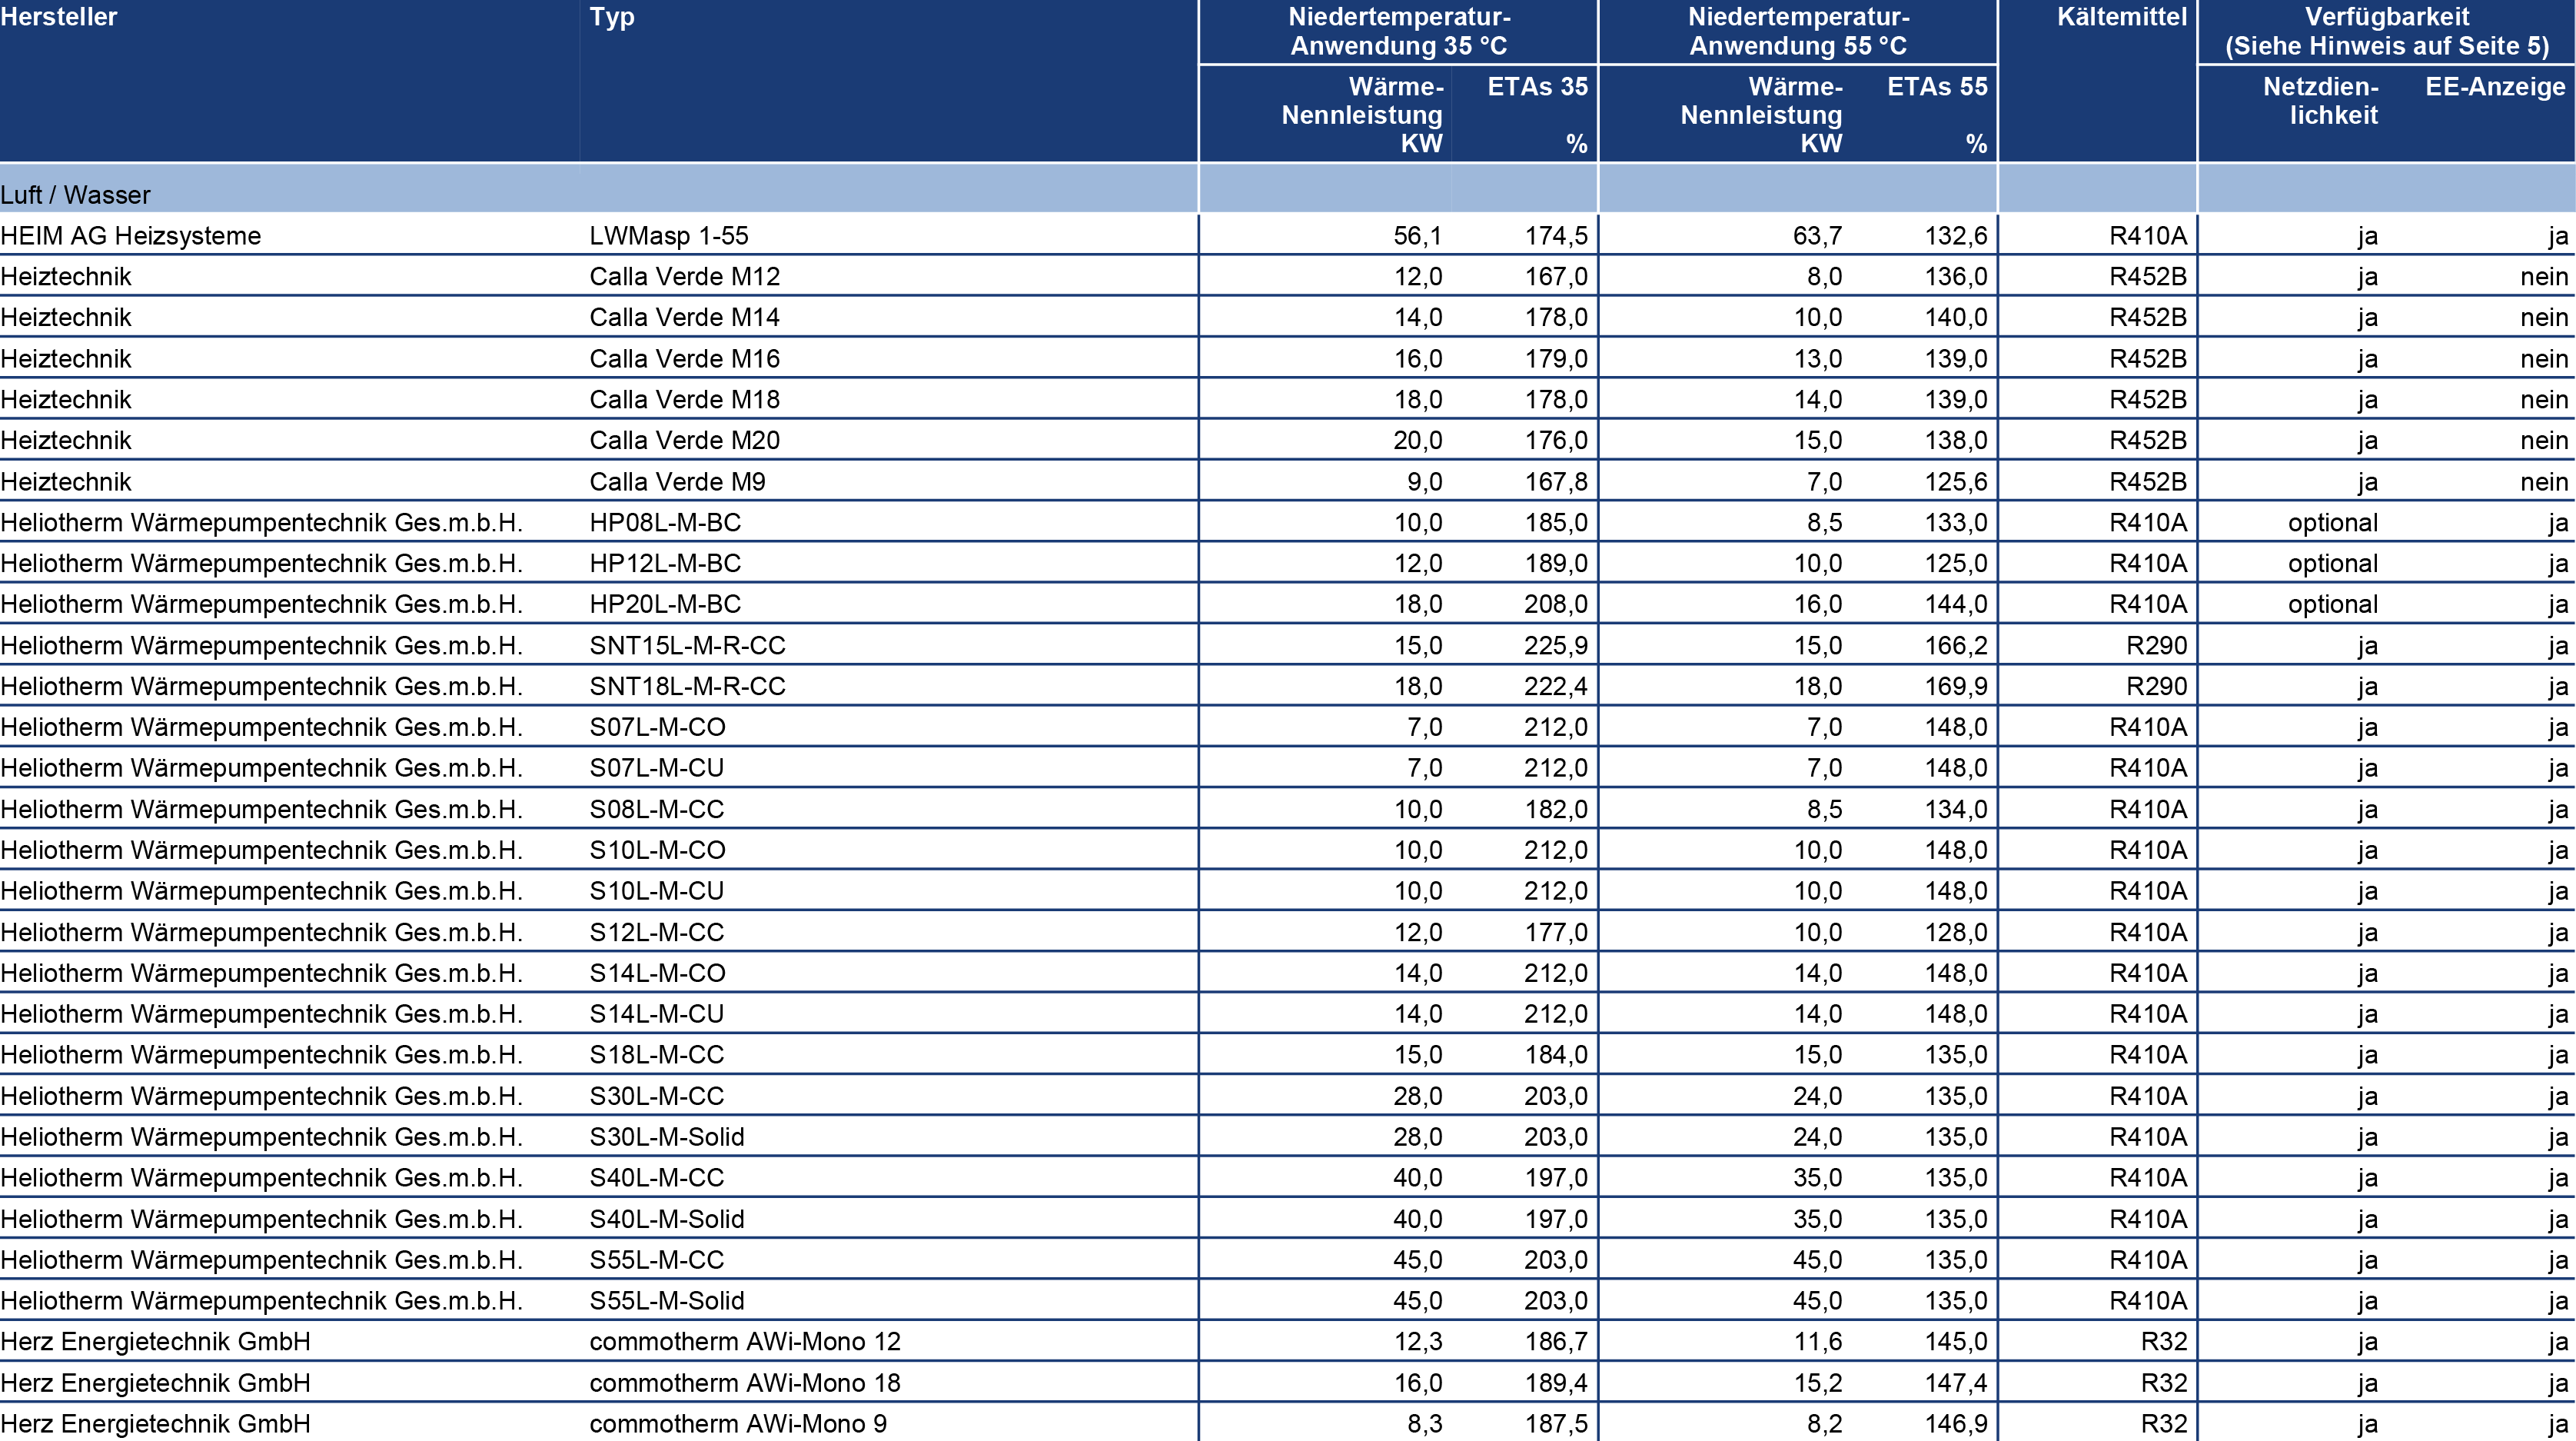 Hersteller Typ Niedertemperatur-Anwendung 35 °C Niedertemperatur-Anwendung 55 °C Kältemittel Verfügbarkeit (Siehe Hinweis auf Seite 5)
Wärme-Nennleistung KW ETAs 35 % Wärme-Nennleistung KW ETAs 55 % Netzdien-lichkeit EE-Anzeige
Luft / Wasser
HEIM AG Heizsysteme LWMasp 1-55 56,1 174,5 63,7 132,6 R410A ja ja
Heiztechnik Calla Verde M12 12,0 167,0 8,0 136,0 R452B ja nein
Heiztechnik Calla Verde M14 14,0 178,0 10,0 140,0 R452B ja nein
Heiztechnik Calla Verde M16 16,0 179,0 13,0 139,0 R452B ja nein
Heiztechnik Calla Verde M18 18,0 178,0 14,0 139,0 R452B ja nein
Heiztechnik Calla Verde M20 20,0 176,0 15,0 138,0 R452B ja nein
Heiztechnik Calla Verde M9 9,0 167,8 7,0 125,6 R452B ja nein
Heliotherm Wärmepumpentechnik Ges.m.b.H. HP08L-M-BC 10,0 185,0 8,5 133,0 R410A optional ja
Heliotherm Wärmepumpentechnik Ges.m.b.H. HP12L-M-BC 12,0 189,0 10,0 125,0 R410A optional ja
Heliotherm Wärmepumpentechnik Ges.m.b.H. HP20L-M-BC 18,0 208,0 16,0 144,0 R410A optional ja
Heliotherm Wärmepumpentechnik Ges.m.b.H. SNT15L-M-R-CC 15,0 225,9 15,0 166,2 R290 ja ja
Heliotherm Wärmepumpentechnik Ges.m.b.H. SNT18L-M-R-CC 18,0 222,4 18,0 169,9 R290 ja ja
Heliotherm Wärmepumpentechnik Ges.m.b.H. S07L-M-CO 7,0 212,0 7,0 148,0 R410A ja ja
Heliotherm Wärmepumpentechnik Ges.m.b.H. S07L-M-CU 7,0 212,0 7,0 148,0 R410A ja ja
Heliotherm Wärmepumpentechnik Ges.m.b.H. S08L-M-CC 10,0 182,0 8,5 134,0 R410A ja ja
Heliotherm Wärmepumpentechnik Ges.m.b.H. S10L-M-CO 10,0 212,0 10,0 148,0 R410A ja ja
Heliotherm Wärmepumpentechnik Ges.m.b.H. S10L-M-CU 10,0 212,0 10,0 148,0 R410A ja ja
Heliotherm Wärmepumpentechnik Ges.m.b.H. S12L-M-CC 12,0 177,0 10,0 128,0 R410A ja ja
Heliotherm Wärmepumpentechnik Ges.m.b.H. S14L-M-CO 14,0 212,0 14,0 148,0 R410A ja ja
Heliotherm Wärmepumpentechnik Ges.m.b.H. S14L-M-CU 14,0 212,0 14,0 148,0 R410A ja ja
Heliotherm Wärmepumpentechnik Ges.m.b.H. S18L-M-CC 15,0 184,0 15,0 135,0 R410A ja ja
Heliotherm Wärmepumpentechnik Ges.m.b.H. S30L-M-CC 28,0 203,0 24,0 135,0 R410A ja ja
Heliotherm Wärmepumpentechnik Ges.m.b.H. S30L-M-Solid 28,0 203,0 24,0 135,0 R410A ja ja
Heliotherm Wärmepumpentechnik Ges.m.b.H. S40L-M-CC 40,0 197,0 35,0 135,0 R410A ja ja
Heliotherm Wärmepumpentechnik Ges.m.b.H. S40L-M-Solid 40,0 197,0 35,0 135,0 R410A ja ja
Heliotherm Wärmepumpentechnik Ges.m.b.H. S55L-M-CC 45,0 203,0 45,0 135,0 R410A ja ja
Heliotherm Wärmepumpentechnik Ges.m.b.H. S55L-M-Solid 45,0 203,0 45,0 135,0 R410A ja ja
Herz Energietechnik GmbH commotherm AWi-Mono 12 12,3 186,7 11,6 145,0 R32 ja ja
Herz Energietechnik GmbH commotherm AWi-Mono 18 16,0 189,4 15,2 147,4 R32 ja ja
Herz Energietechnik GmbH commotherm AWi-Mono 9 8,3 187,5 8,2 146,9 R32 ja ja